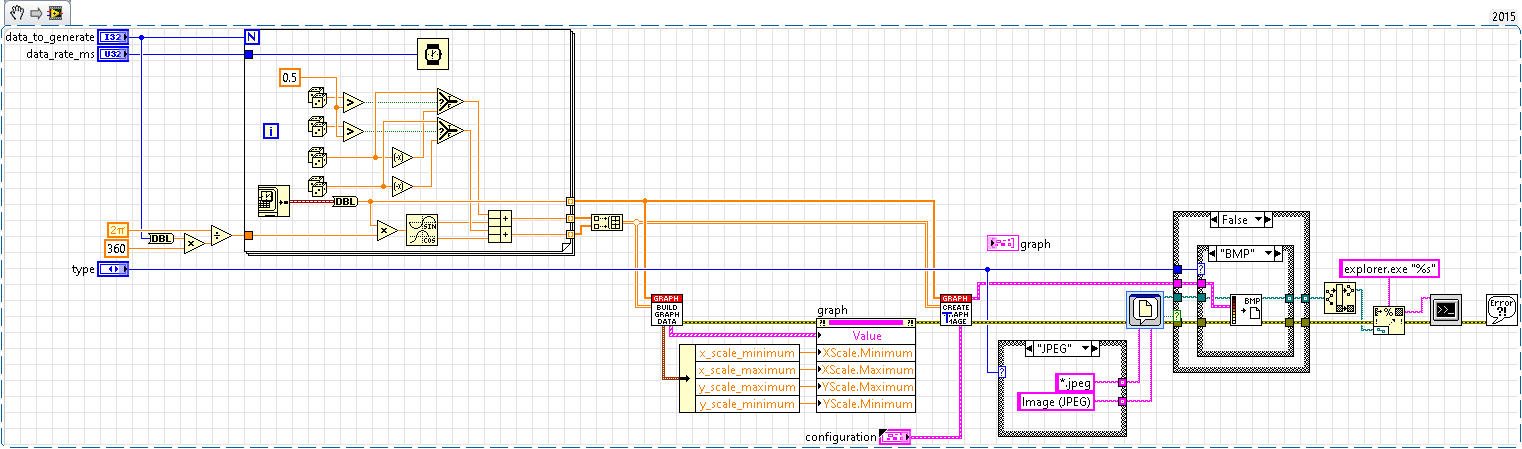 2015
data_to_generate
I32
data_rate_ms
U32
N
0.5
i
DBL
SIN
COS
2π
360
DBL
type
False
"BMP"
graph
explorer.exe "%s"
GRAPH
BUILD
GRAPH
DATA
GRAPH
CREATE
BMP
Error
graph
Value
x_scale_minimum
XScale.Minimum
x_scale_maximum
XScale.Maximum
y_scale_maximum
YScale.Maximum
y_scale_minimum
YScale.Minimum
"JPEG"
*.jpeg
Image (JPEG)
configuration